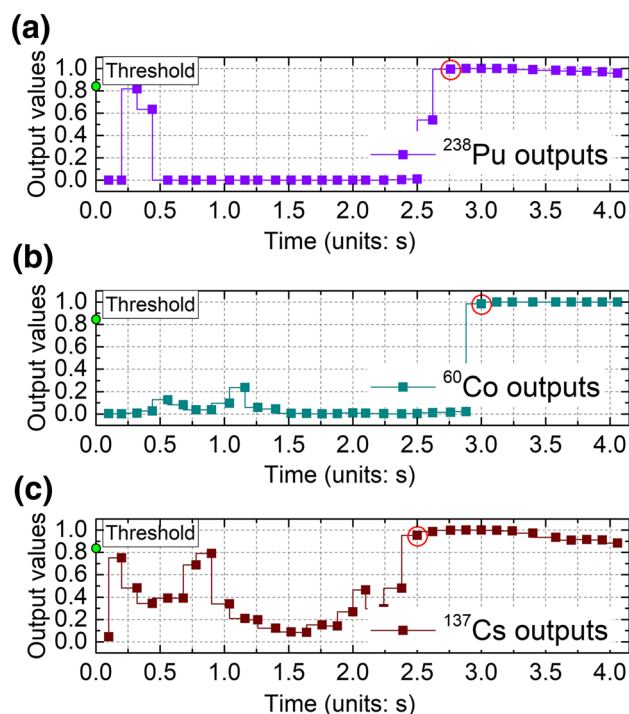 (a)
Output values
1.0
0.8
0.6
0.4
0.2
0.0
Threshold
²³⁸Pu outputs
0.0 0.5 1.0 1.5 2.0 2.5 3.0 3.5 4.0
Time (units: s)
(b)
Output values
1.0
0.8
0.6
0.4
0.2
0.0
Threshold
⁶⁰Co outputs
0.0 0.5 1.0 1.5 2.0 2.5 3.0 3.5 4.0
Time (units: s)
(c)
Output values
1.0
0.8
0.6
0.4
0.2
0.0
Threshold
¹³⁷Cs outputs
0.0 0.5 1.0 1.5 2.0 2.5 3.0 3.5 4.0
Time (units: s)